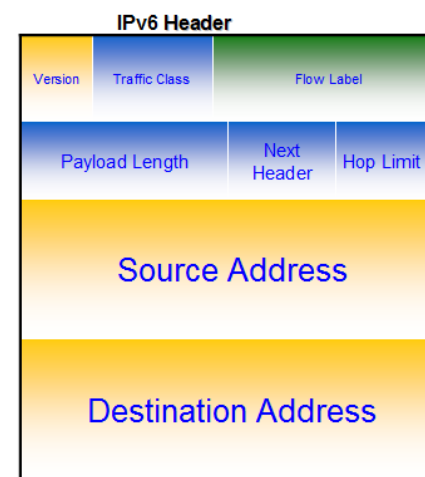 IPv6 Header
Version Traffic Class Flow Label
Payload Length Next Header Hop Limit
Source Address
Destination Address